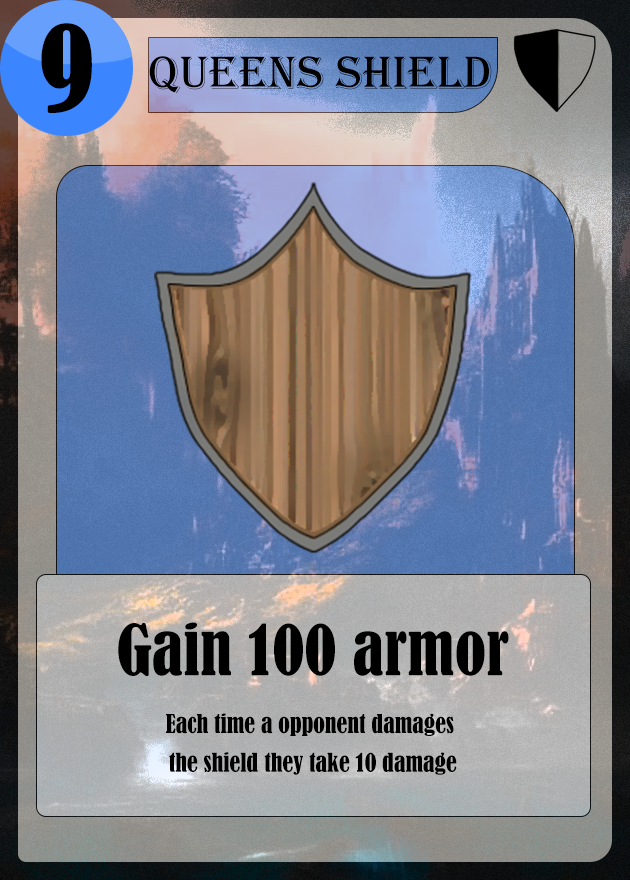 9
QUEENS SHIELD
Gain 100 armor
Each time a opponent damages
the shield they take 10 damage